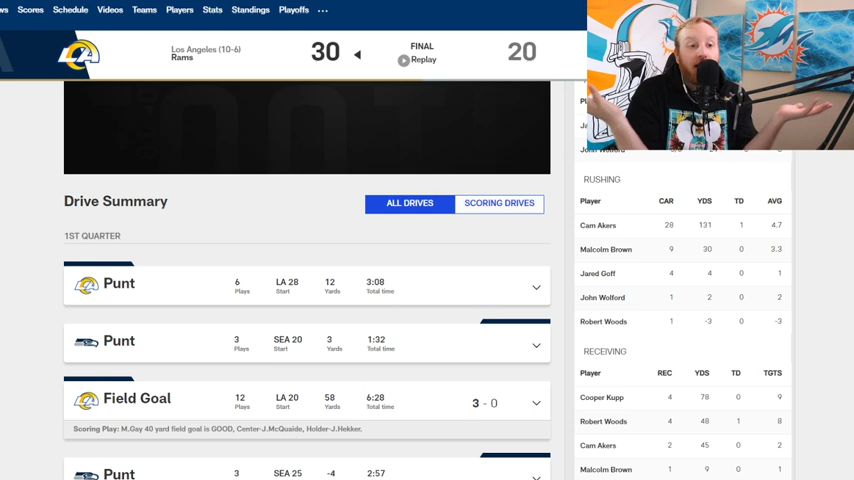 ws Scores Schedule Videos Teams Players Stats Standings Playoffs ...
Los Angeles (10-6)
Rams
30
FINAL
Replay
20
Drive Summary
ALL DRIVES
SCORING DRIVES
1ST QUARTER
Punt
6
Plays
LA 28
Start
12
Yards
3:08
Total time
Punt
3
Plays
SEA 20
Start
3
Yards
1:32
Total time
Field Goal
12
Plays
LA 20
Start
58
Yards
6:28
Total time
3 - 0
Scoring Play: M.Gay 40 yard field goal is GOOD, Center-J.McQuaide, Holder-J.Hekker.
Punt
3
SEA 25
-4
2:57
RUSHING
Player CAR YDS TD AVG
Cam Akers 28 131 1 4.7
Malcolm Brown 9 30 0 3.3
Jared Goff 4 4 0 1
John Wolford 1 2 0 2
Robert Woods 1 -3 0 -3
RECEIVING
Player REC YDS TD TGTS
Cooper Kupp 4 78 0 9
Robert Woods 4 48 1 8
Cam Akers 2 45 0 2
Malcolm Brown 1 9 0 1